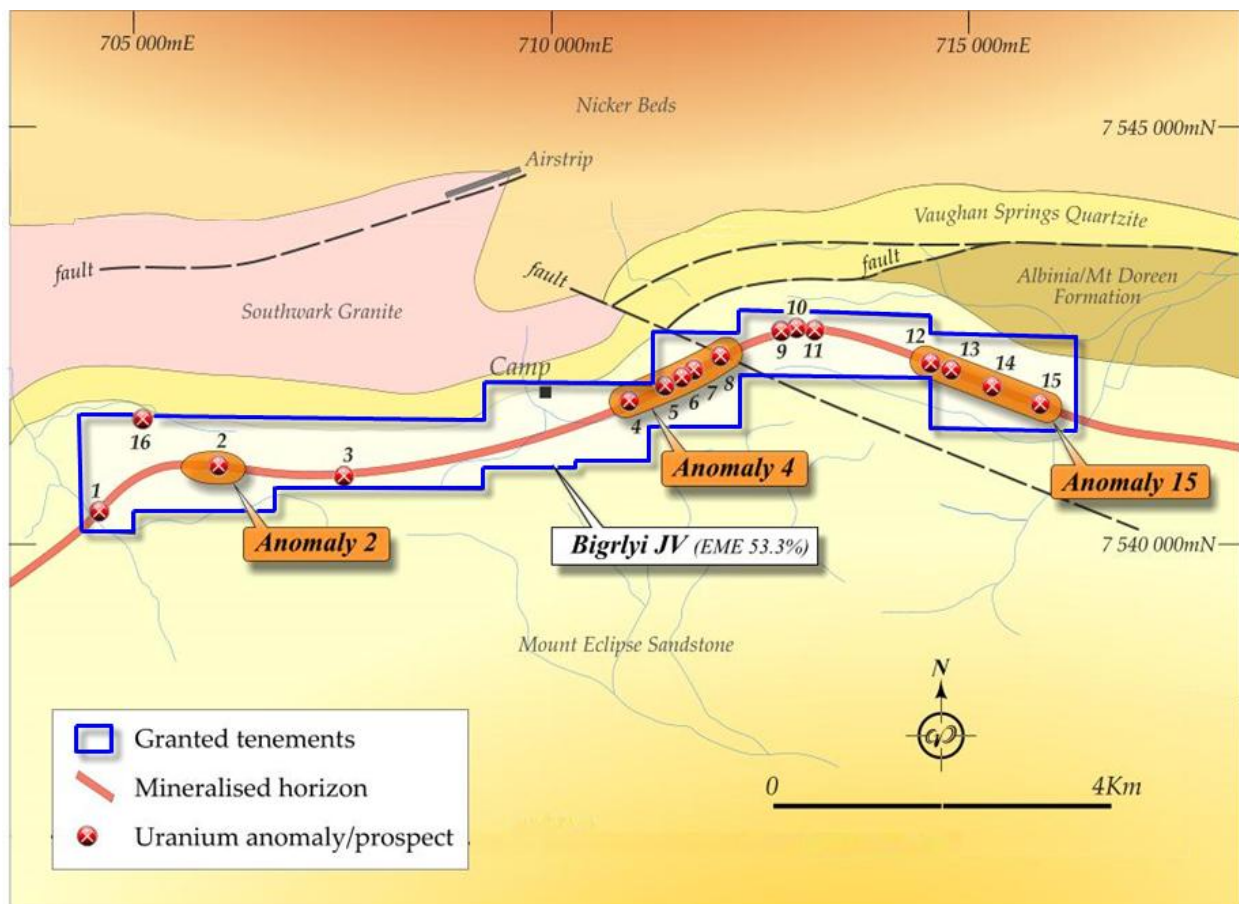 705 000mE
710 000mE
715 000mE
Nicker Beds
7 545 000mN
Airstrip
Vaughan Springs Quartzite
fault
fault
fault
Albinia/Mt Doreen
Formation
Southwark Granite
10
9
11
12
13
14
15
Camp
8
7
6
5
4
16
2
3
1
Anomaly 4
Anomaly 15
Anomaly 2
Bigrlyi JV (EME 53.3%)
7 540 000mN
Mount Eclipse Sandstone
N
0
4Km
Granted tenements
Mineralised horizon
Uranium anomaly/prospect